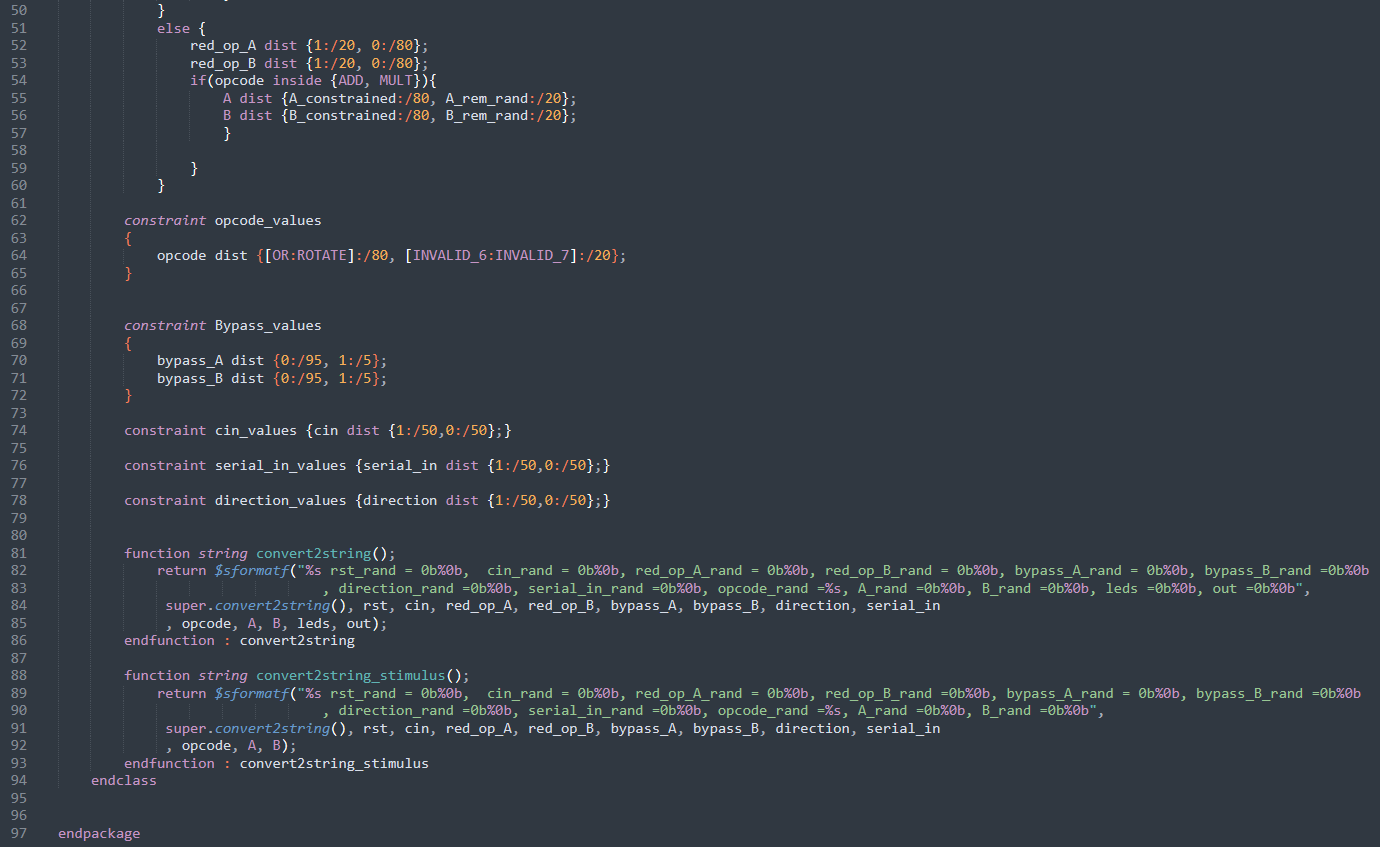 50 }
51 else {
52 red_op_A dist {1:/20, 0:/80};
53 red_op_B dist {1:/20, 0:/80};
54 if(opcode inside {ADD, MULT}){
55 A dist {A_constrained:/80, A_rem_rand:/20};
56 B dist {B_constrained:/80, B_rem_rand:/20};
57 }
58
59 }
60 }
61
62 constraint opcode_values
63 {
64 opcode dist {[OR:ROTATE]:/80, [INVALID_6:INVALID_7]:/20};
65 }
66
67
68 constraint Bypass_values
69 {
70 bypass_A dist {0:/95, 1:/5};
71 bypass_B dist {0:/95, 1:/5};
72 }
73
74 constraint cin_values {cin dist {1:/50,0:/50};}
75
76 constraint serial_in_values {serial_in dist {1:/50,0:/50};}
77
78 constraint direction_values {direction dist {1:/50,0:/50};}
79
80
81 function string convert2string();
82 return $sformatf("%s rst_rand = 0b%0b,  cin_rand = 0b%0b, red_op_A_rand = 0b%0b, red_op_B_rand = 0b%0b, bypass_A_rand = 0b%0b, bypass_B_rand =0b%0b
83 , direction_rand =0b%0b, serial_in_rand =0b%0b, opcode_rand =%s, A_rand =0b%0b, B_rand =0b%0b, leds =0b%0b, out =0b%0b",
84 super.convert2string(), rst, cin, red_op_A, red_op_B, bypass_A, bypass_B, direction, serial_in
85 , opcode, A, B, leds, out);
86 endfunction : convert2string
87
88 function string convert2string_stimulus();
89 return $sformatf("%s rst_rand = 0b%0b,  cin_rand = 0b%0b, red_op_A_rand = 0b%0b, red_op_B_rand =0b%0b, bypass_A_rand = 0b%0b, bypass_B_rand =0b%0b
90 , direction_rand =0b%0b, serial_in_rand =0b%0b, opcode_rand =%s, A_rand =0b%0b, B_rand =0b%0b",
91 super.convert2string(), rst, cin, red_op_A, red_op_B, bypass_A, bypass_B, direction, serial_in
92 , opcode, A, B);
93 endfunction : convert2string_stimulus
94 endclass
95
96
97 endpackage